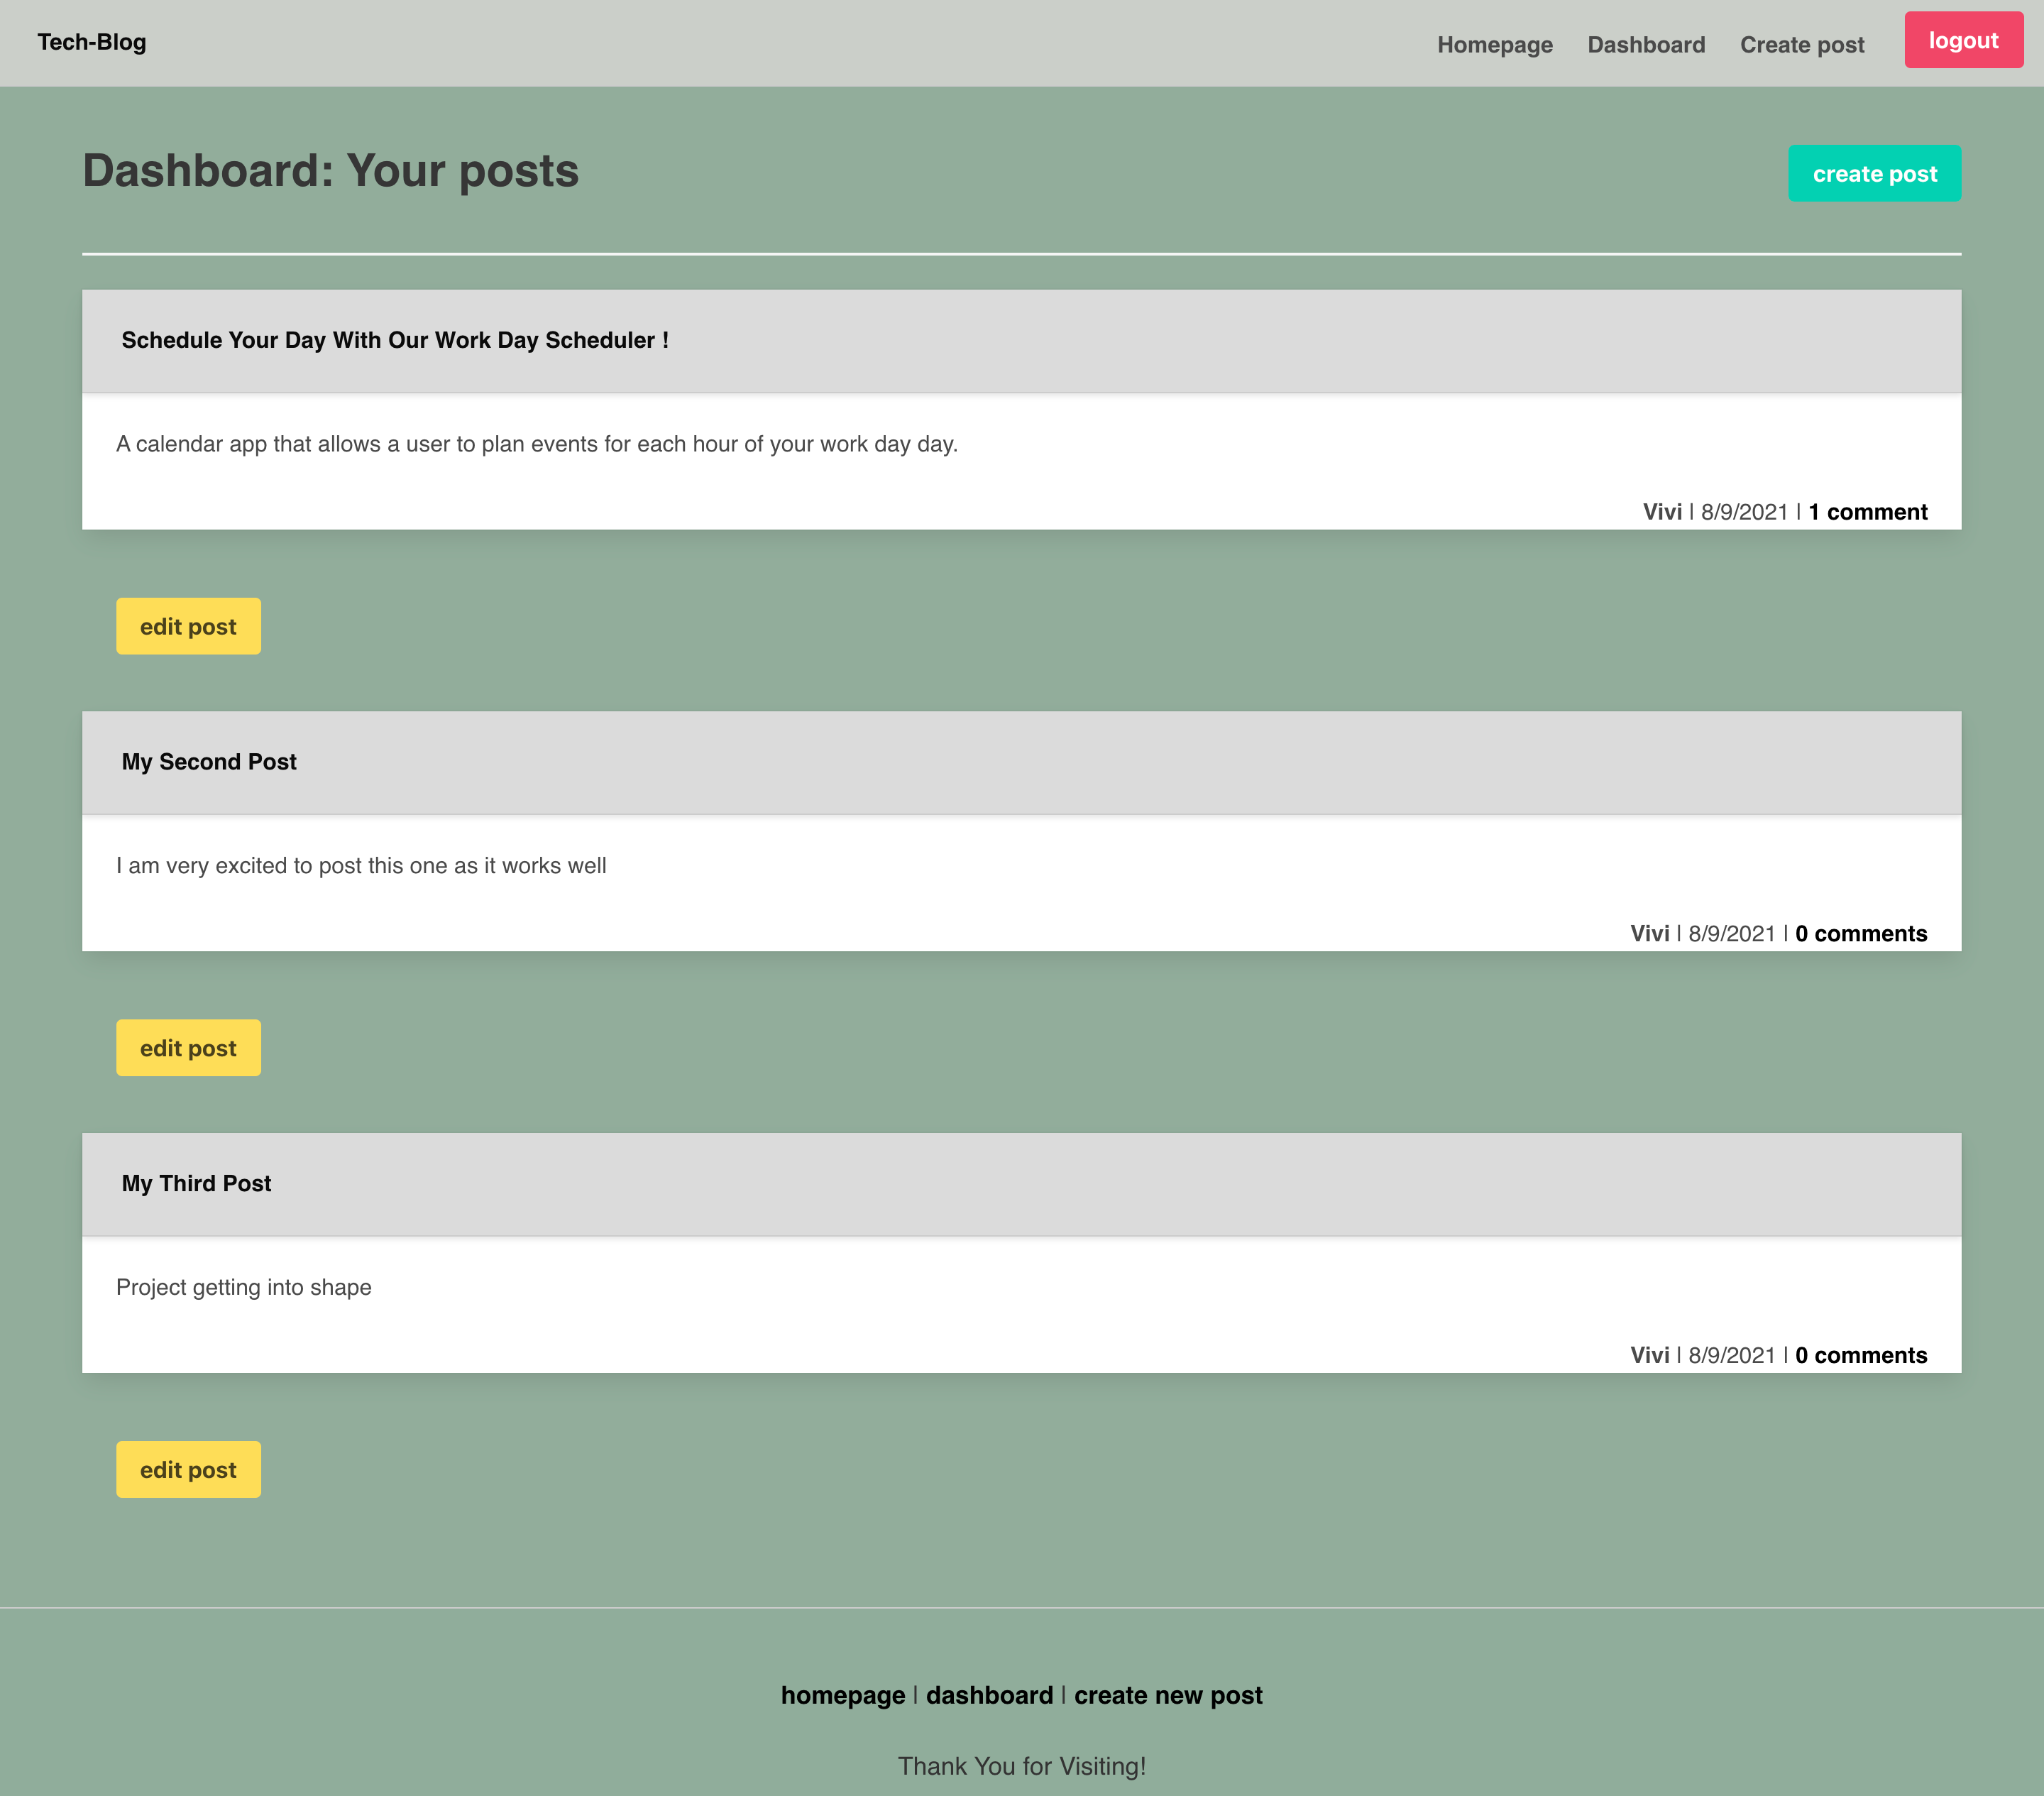 Tech-Blog
Homepage Dashboard Create post logout
Dashboard: Your posts
create post
Schedule Your Day With Our Work Day Scheduler !
A calendar app that allows a user to plan events for each hour of your work day day.
Vivi | 8/9/2021 | 1 comment
edit post
My Second Post
I am very excited to post this one as it works well
Vivi | 8/9/2021 | 0 comments
edit post
My Third Post
Project getting into shape
Vivi | 8/9/2021 | 0 comments
edit post
homepage | dashboard | create new post
Thank You for Visiting!